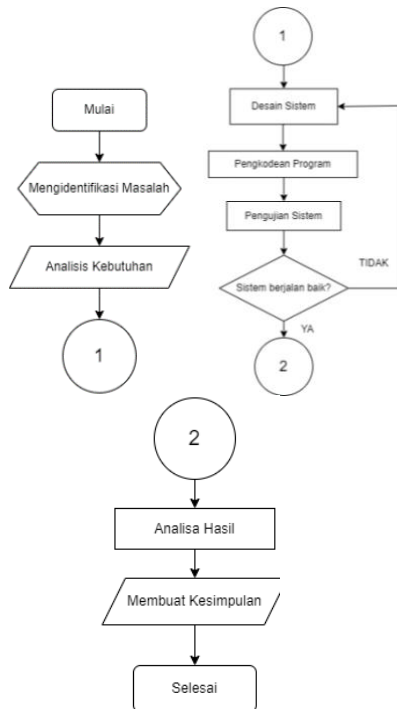 Mulai
Mengidentifikasi Masalah
Analisis Kebutuhan
1
1
Desain Sistem
Pengkodean Program
Pengujian Sistem
Sistem berjalan baik?
TIDAK
YA
2
2
Analisa Hasil
Membuat Kesimpulan
Selesai